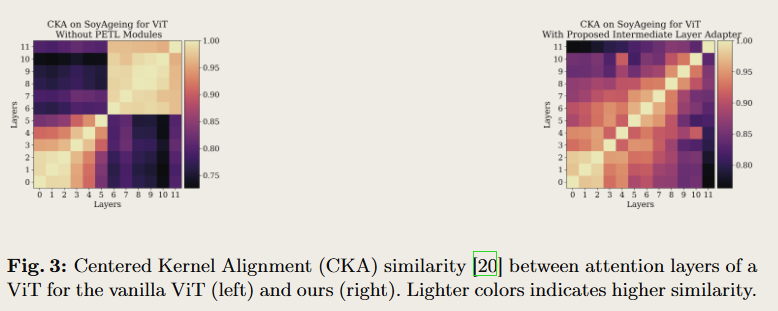 CKA on SoyAgeing for ViT
Without PETL Modules
11
10
9
8
7
6
5
4
3
2
1
0
Layers
0 1 2 3 4 5 6 7 8 9 10 11
Layers
1.00
0.95
0.90
0.85
0.80
0.75
CKA on SoyAgeing for ViT
With Proposed Intermediate Layer Adapter
11
10
9
8
7
6
5
4
3
2
1
0
Layers
0 1 2 3 4 5 6 7 8 9 10 11
Layers
1.00
0.95
0.90
0.85
0.80
Fig. 3: Centered Kernel Alignment (CKA) similarity [20] between attention layers of a
ViT for the vanilla ViT (left) and ours (right). Lighter colors indicates higher similarity.